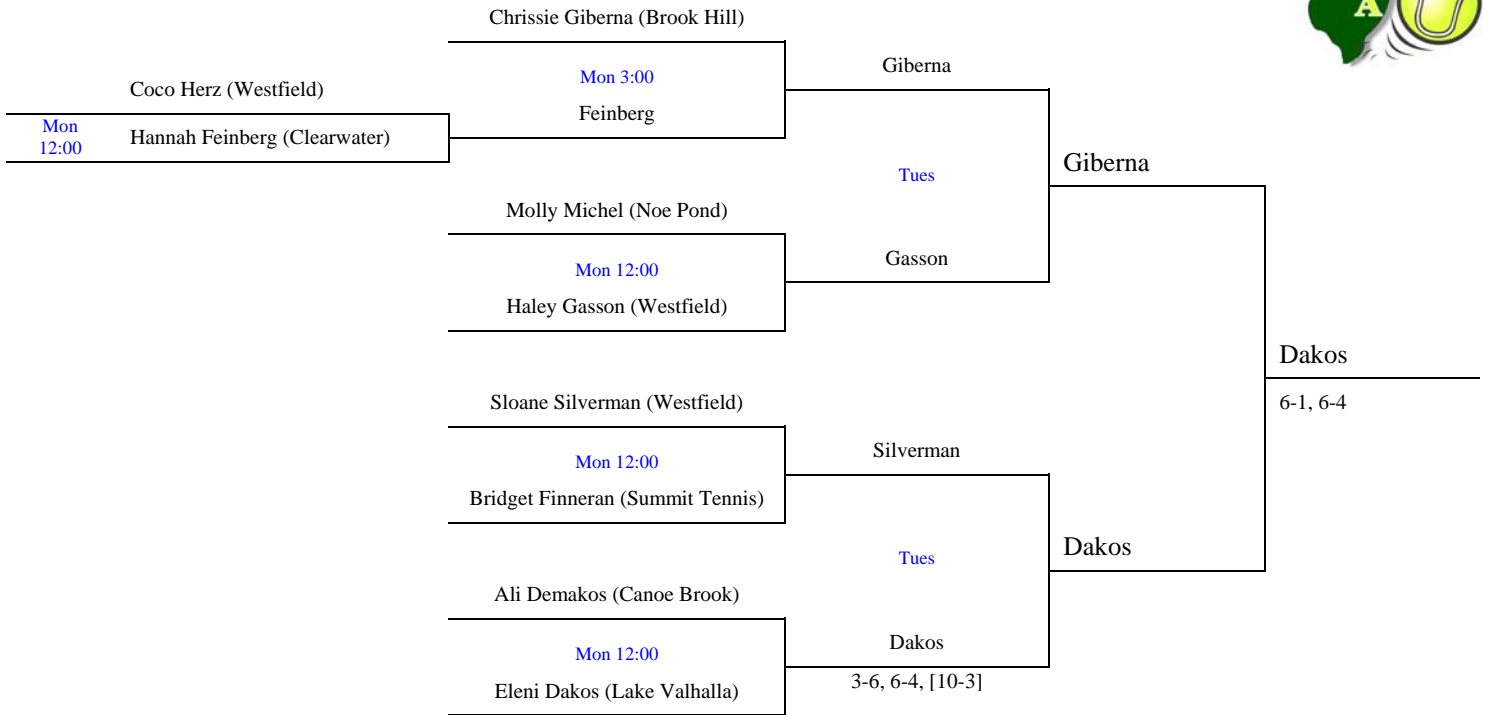 Chrissie Giberna (Brook Hill)
A
Mon 3:00
Giberna
Coco Herz (Westfield)
Feinberg
Mon
12:00
Hannah Feinberg (Clearwater)
Giberna
Tues
Molly Michel (Noe Pond)
Gasson
Mon 12:00
Haley Gasson (Westfield)
Dakos
Sloane Silverman (Westfield)
6-1, 6-4
Silverman
Mon 12:00
Bridget Finneran (Summit Tennis)
Dakos
Tues
Ali Demakos (Canoe Brook)
Dakos
Mon 12:00
3-6, 6-4, [10-3]
Eleni Dakos (Lake Valhalla)